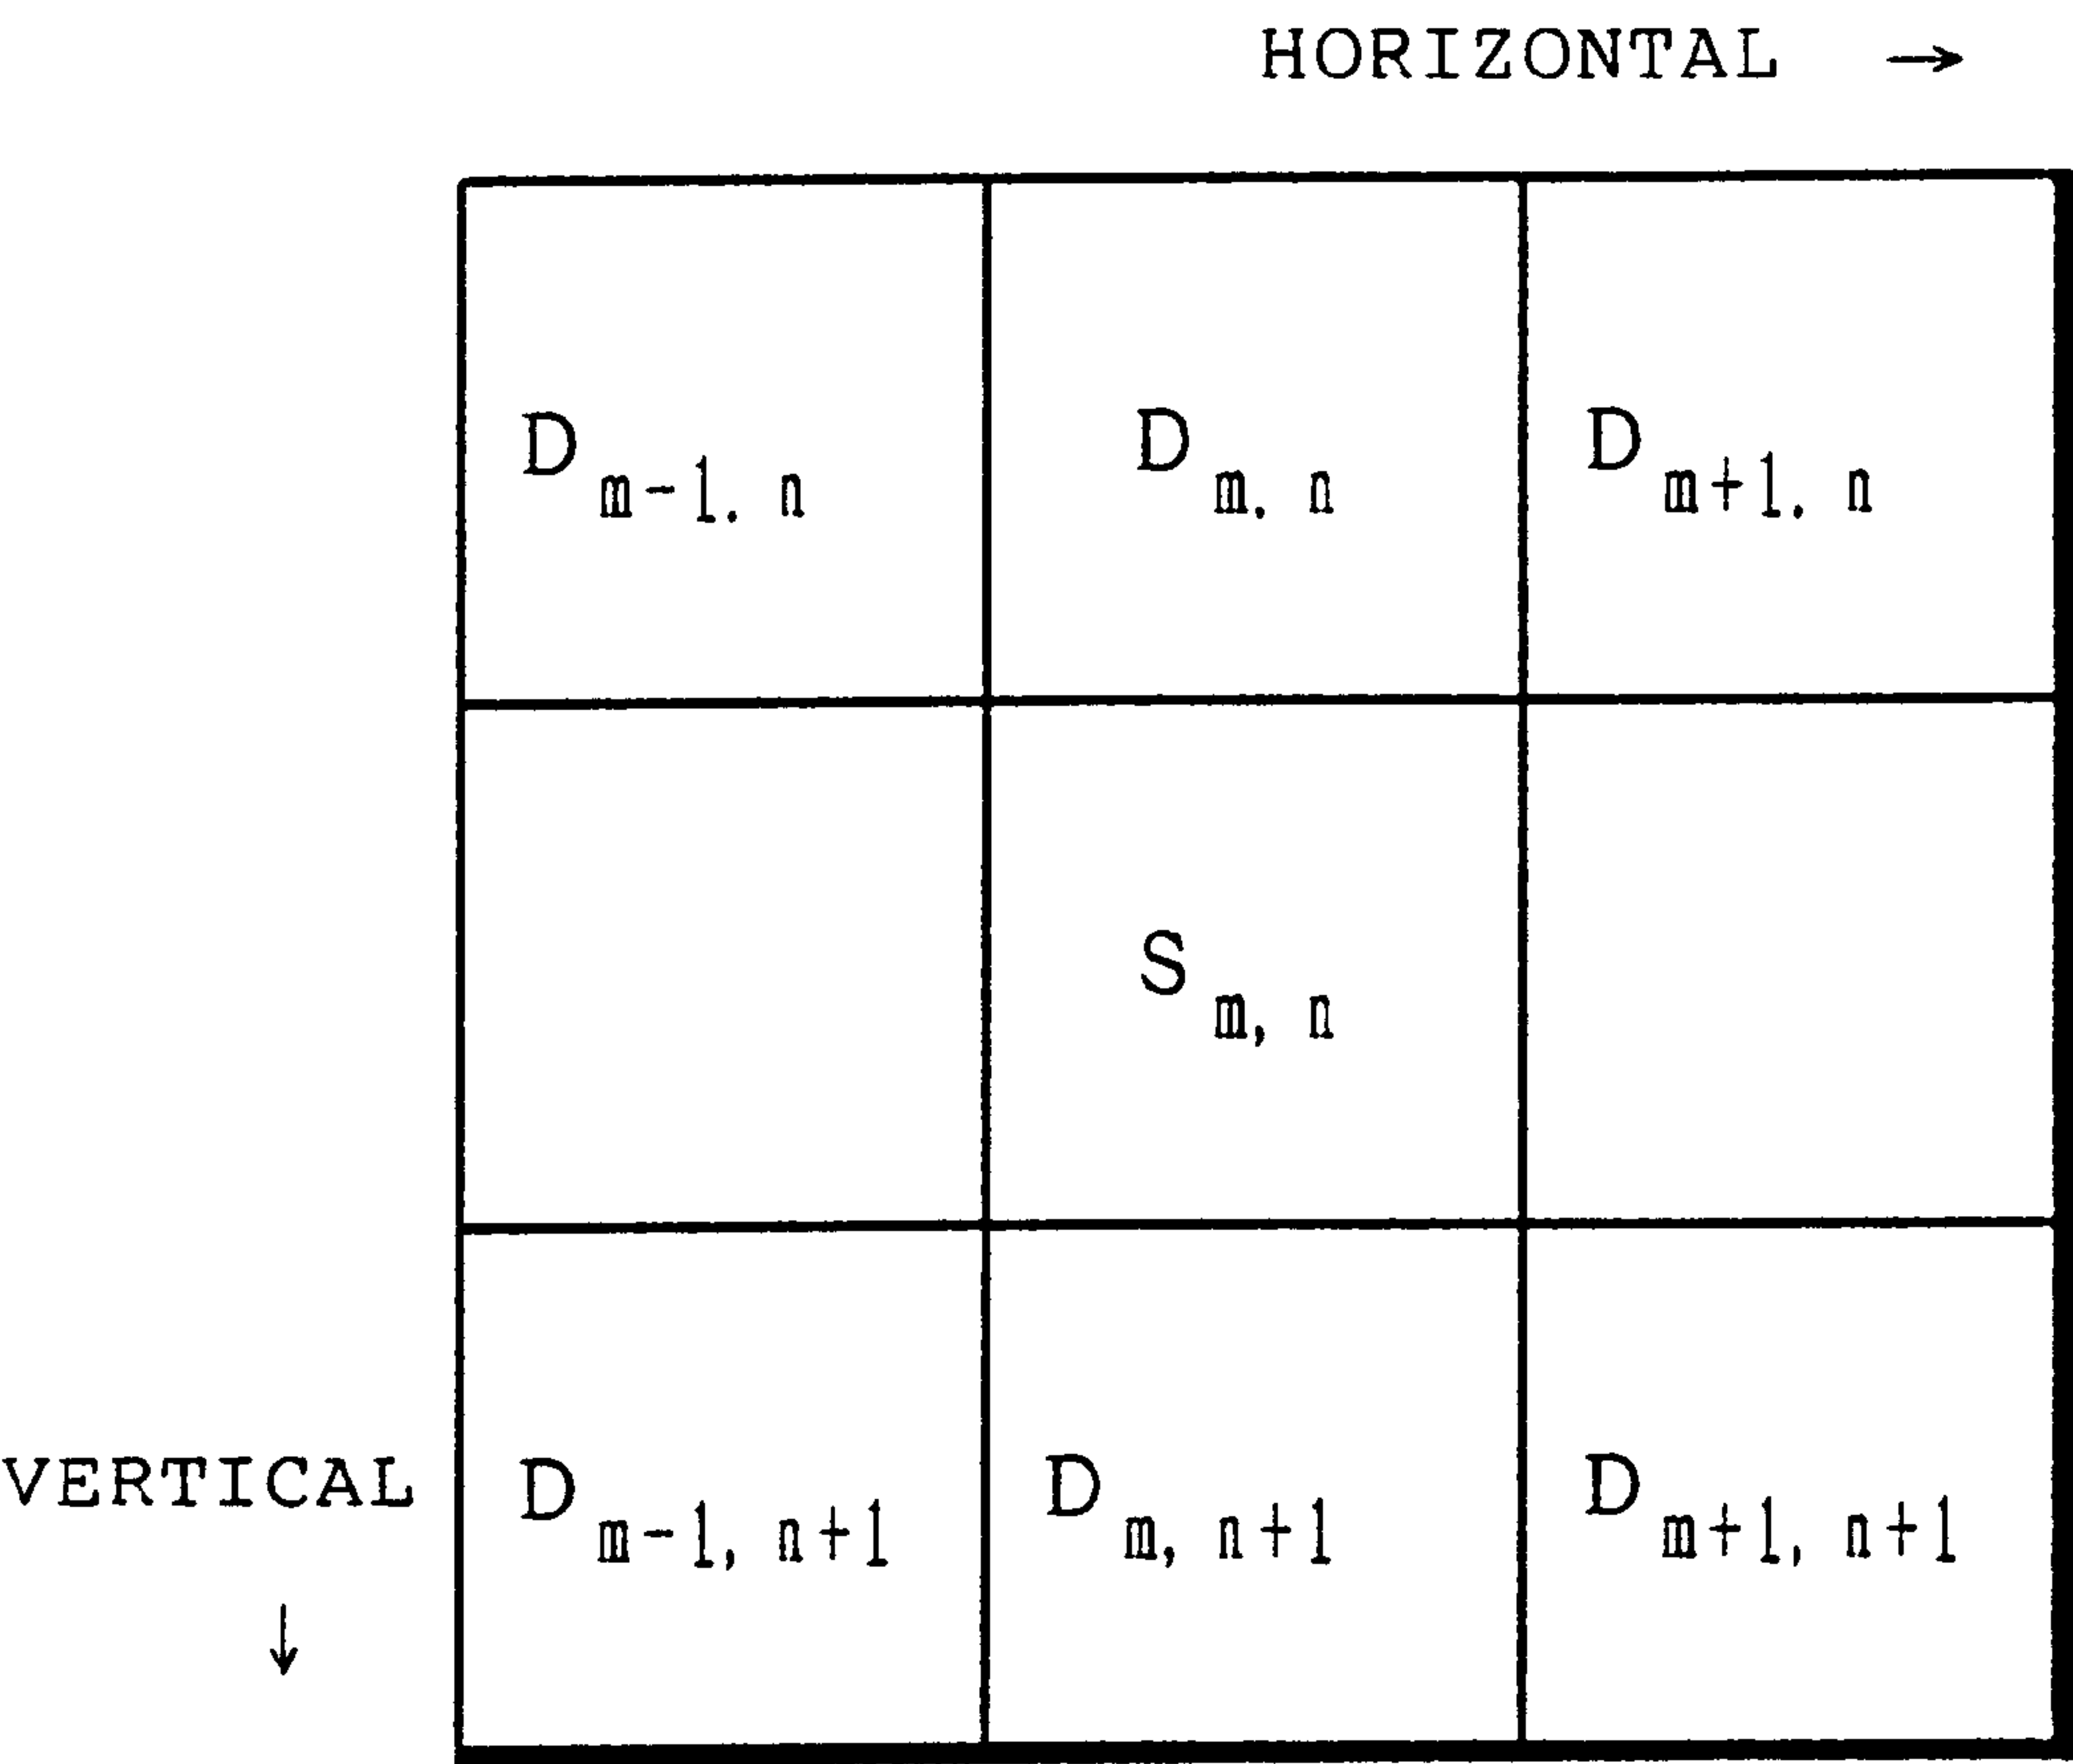 HORIZONTAL →
D m-1, n D m, n D m+1, n
S m, n
VERTICAL D m-1, n+1 D m, n+1 D m+1, n+1
↓